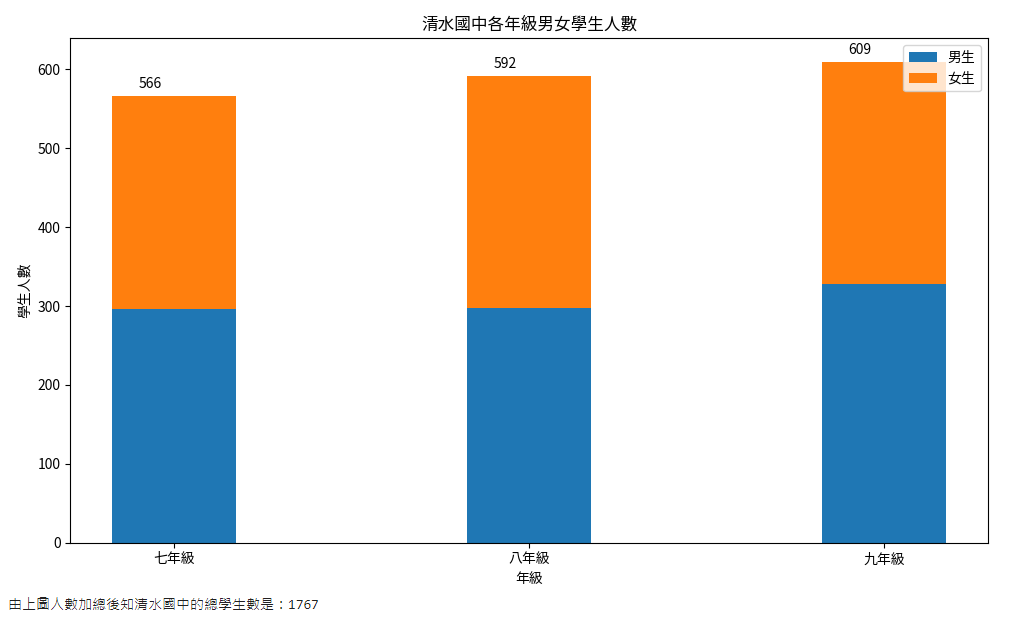 清水國中各年級男女學生人數
566
592
609
男生
女生
600
500
400
300
200
100
0
學生人數
七年級
八年級
九年級
年級
由上圖人數加總後知清水國中的總學生數是：1767